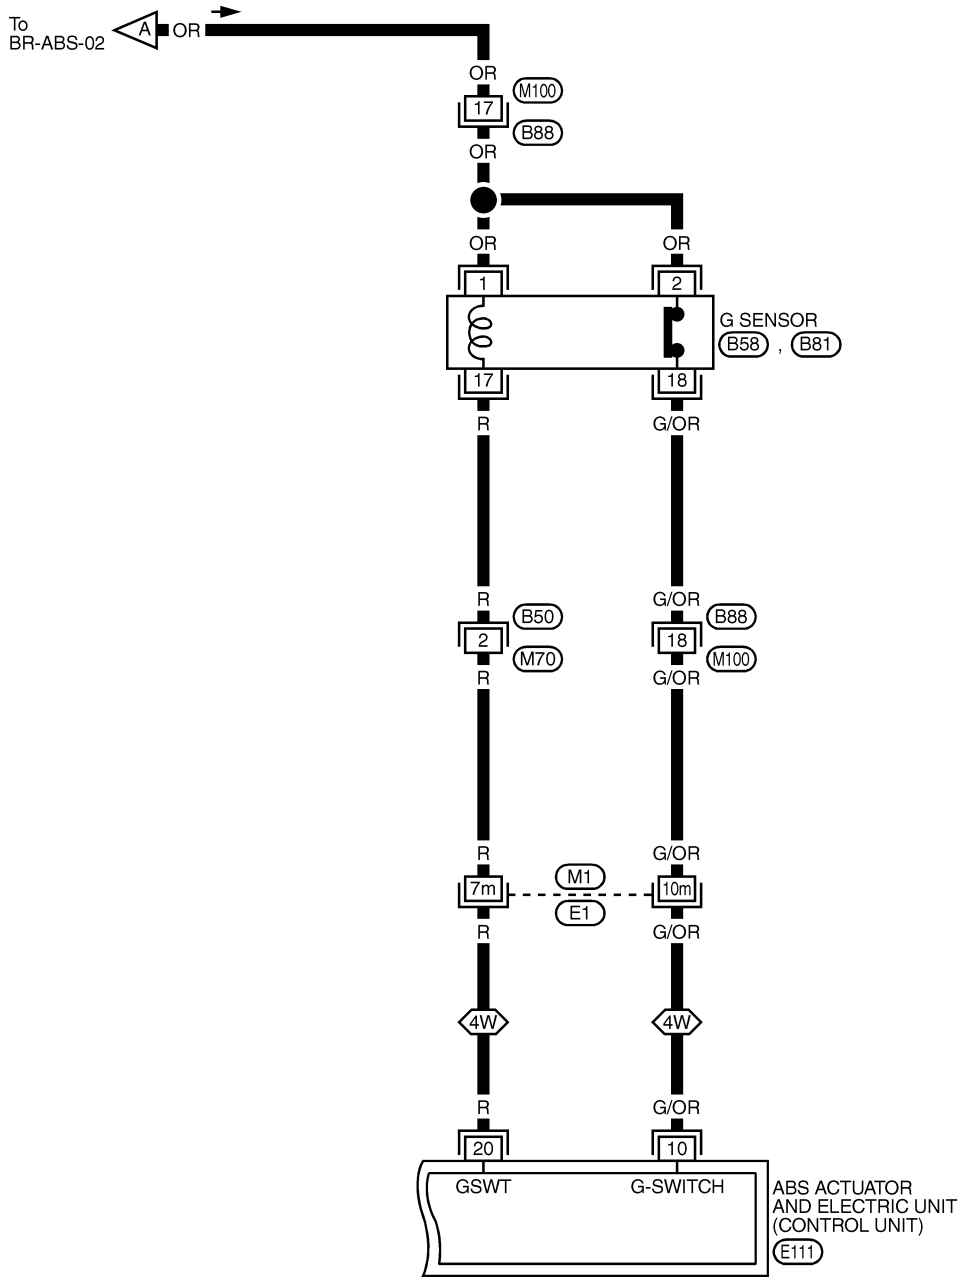 To
BR-ABS-02
A
OR
OR
17
M100
B88
OR
OR
OR
1
2
G SENSOR
B58 , B81
17
18
R
G/OR
R
G/OR
B50
B88
2
18
M70
M100
R
G/OR
R
G/OR
M1
7m
10m
E1
R
G/OR
4W
4W
R
G/OR
20
10
GSWT
G-SWITCH
ABS ACTUATOR
AND ELECTRIC UNIT
(CONTROL UNIT)
E111